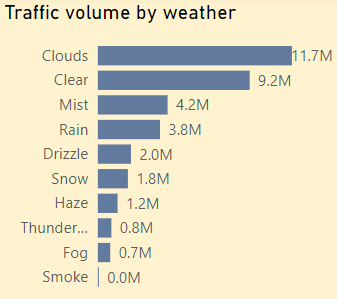 Traffic volume by weather
Clouds 11.7M
Clear 9.2M
Mist 4.2M
Rain 3.8M
Drizzle 2.0M
Snow 1.8M
Haze 1.2M
Thunder... 0.8M
Fog 0.7M
Smoke 0.0M